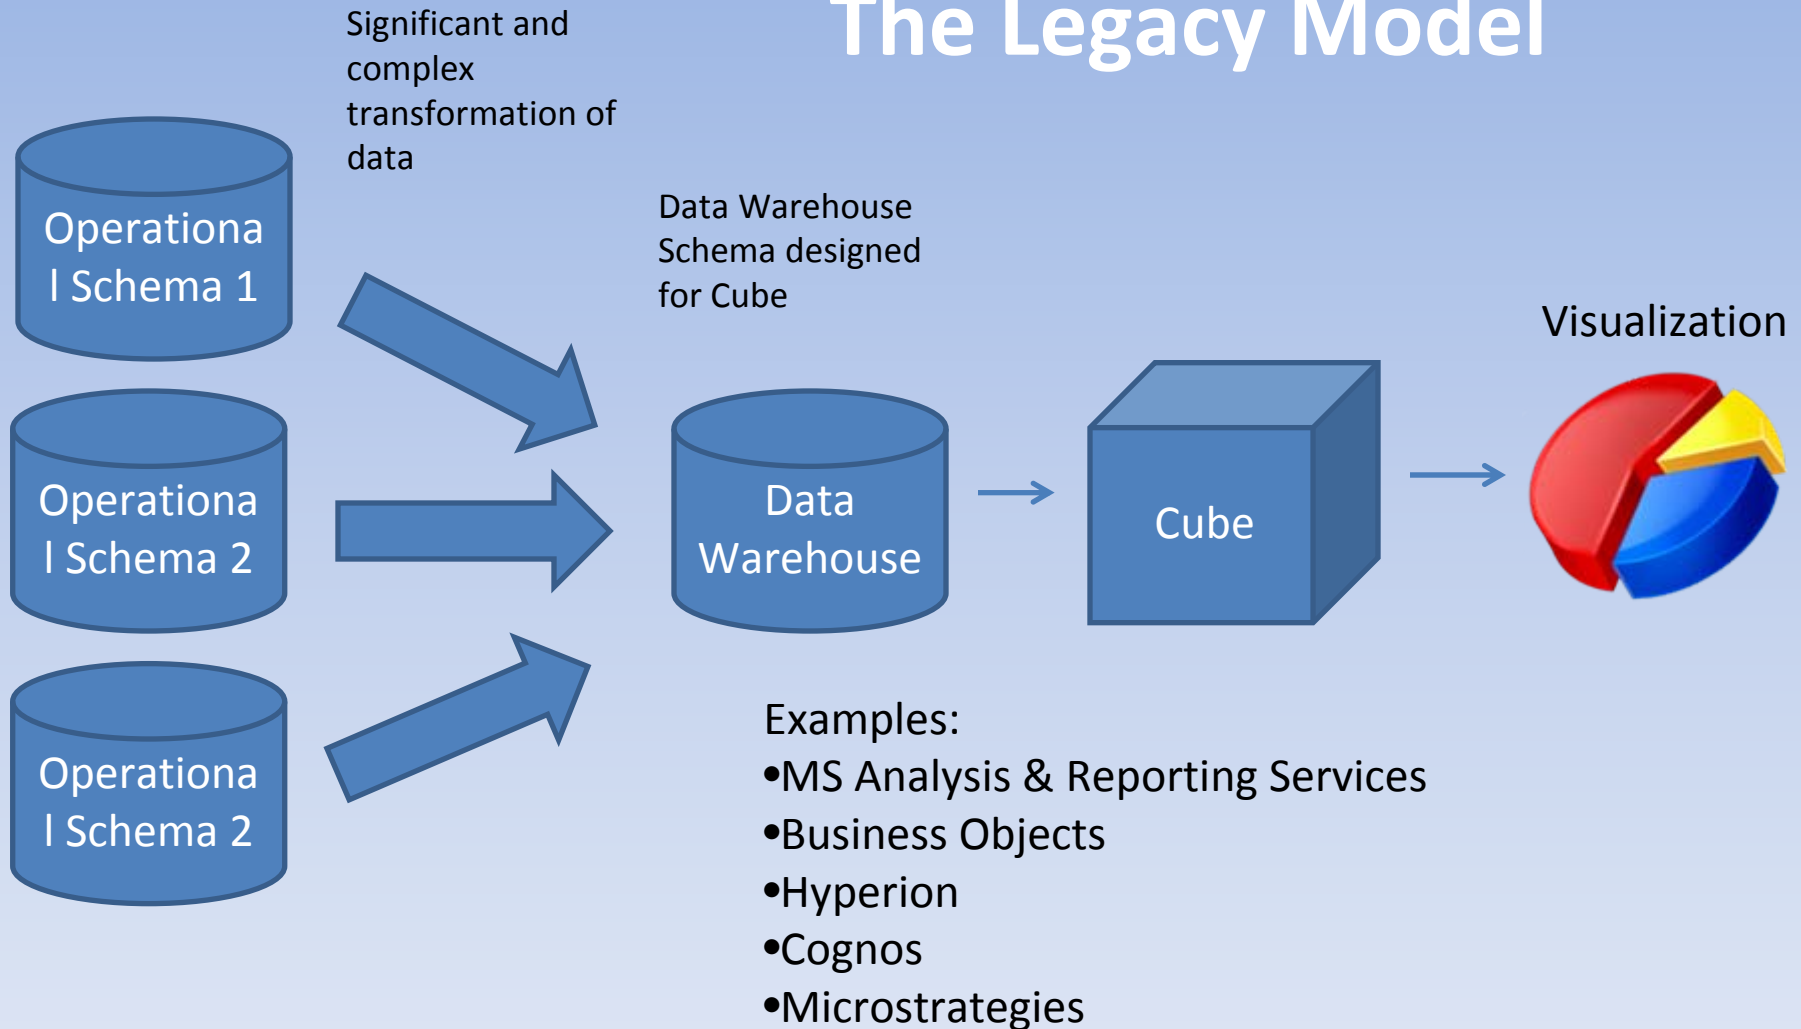 The Legacy Model
Significant and
complex
transformation of
data
Operationa
l Schema 1
Data Warehouse
Schema designed
for Cube
Visualization
Operationa
l Schema 2
Data
Warehouse
Cube
Operationa
l Schema 2
Examples:
•MS Analysis & Reporting Services
•Business Objects
•Hyperion
•Cognos
•Microstrategies